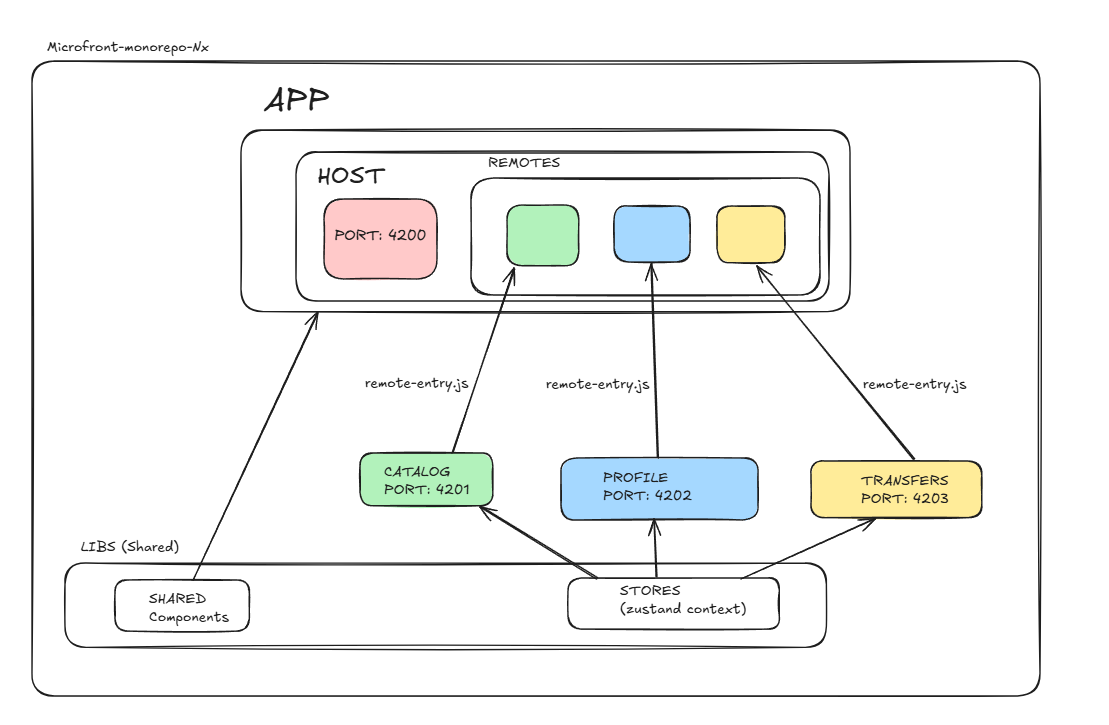 Microfront-monorepo-Nx
APP
REMOTES
HOST
PORT: 4200
remote-entry.js
remote-entry.js
remote-entry.js
CATALOG
PORT: 4201
PROFILE
PORT: 4202
TRANSFERS
PORT: 4203
LIBS (Shared)
SHARED
Components
STORES
(zustand context)